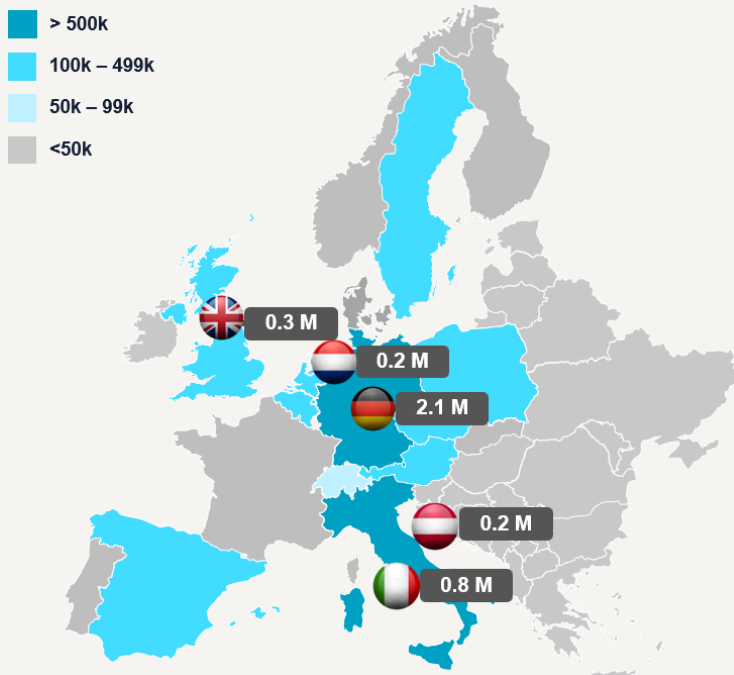 > 500k
100k – 499k
50k – 99k
<50k
0.3 M
0.2 M
2.1 M
0.2 M
0.8 M